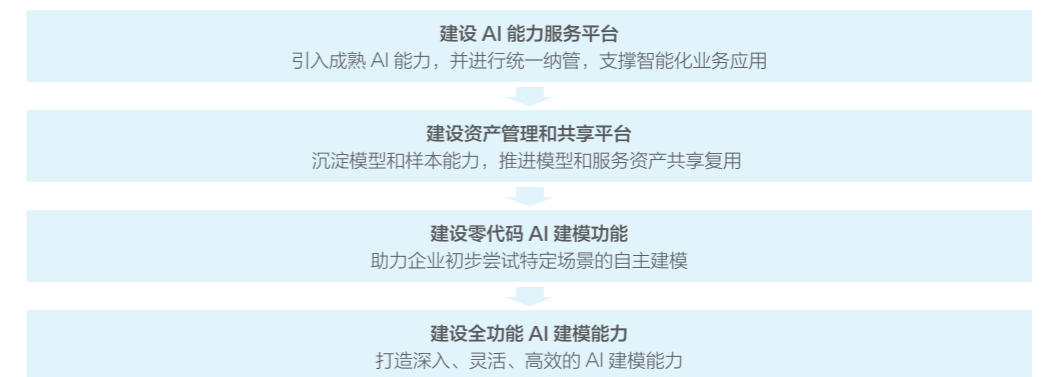 建设 AI 能力服务平台
引入成熟 AI 能力，并进行统一纳管，支撑智能化业务应用
建设资产管理和共享平台
沉淀模型和样本能力，推进模型和服务资产共享复用
建设零代码 AI 建模功能
助力企业初步尝试特定场景的自主建模
建设全功能 AI 建模能力
打造深入、灵活、高效的 AI 建模能力